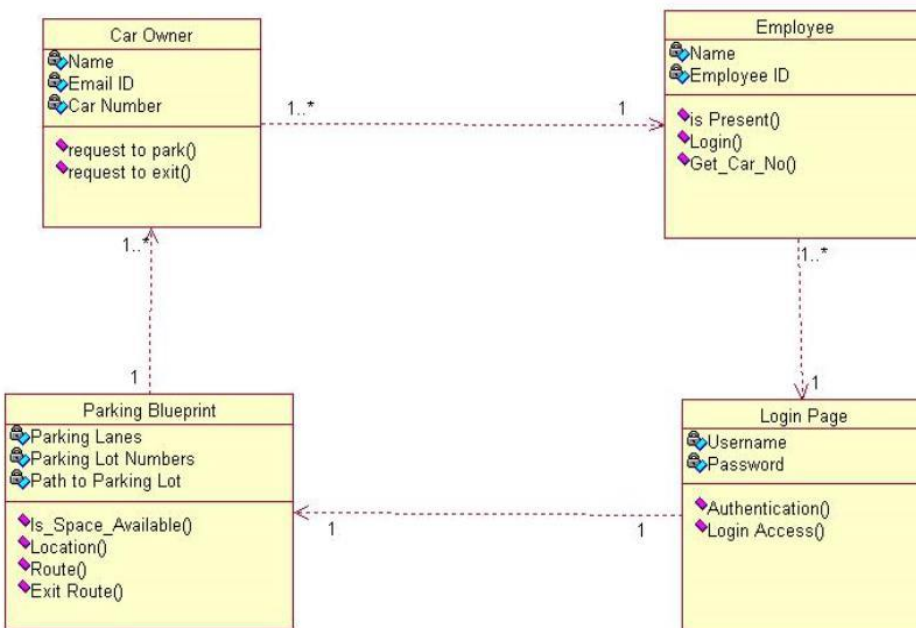 Car Owner
Name
Email ID
Car Number
request to park()
request to exit()
1..*
1
Employee
Name
Employee ID
is Present()
Login()
Get_Car_No()
1..*
1..*
1
1
Parking Blueprint
Parking Lanes
Parking Lot Numbers
Path to Parking Lot
Is_Space_Available()
Location()
Route()
Exit Route()
1
1
Login Page
Username
Password
Authentication()
Login Access()